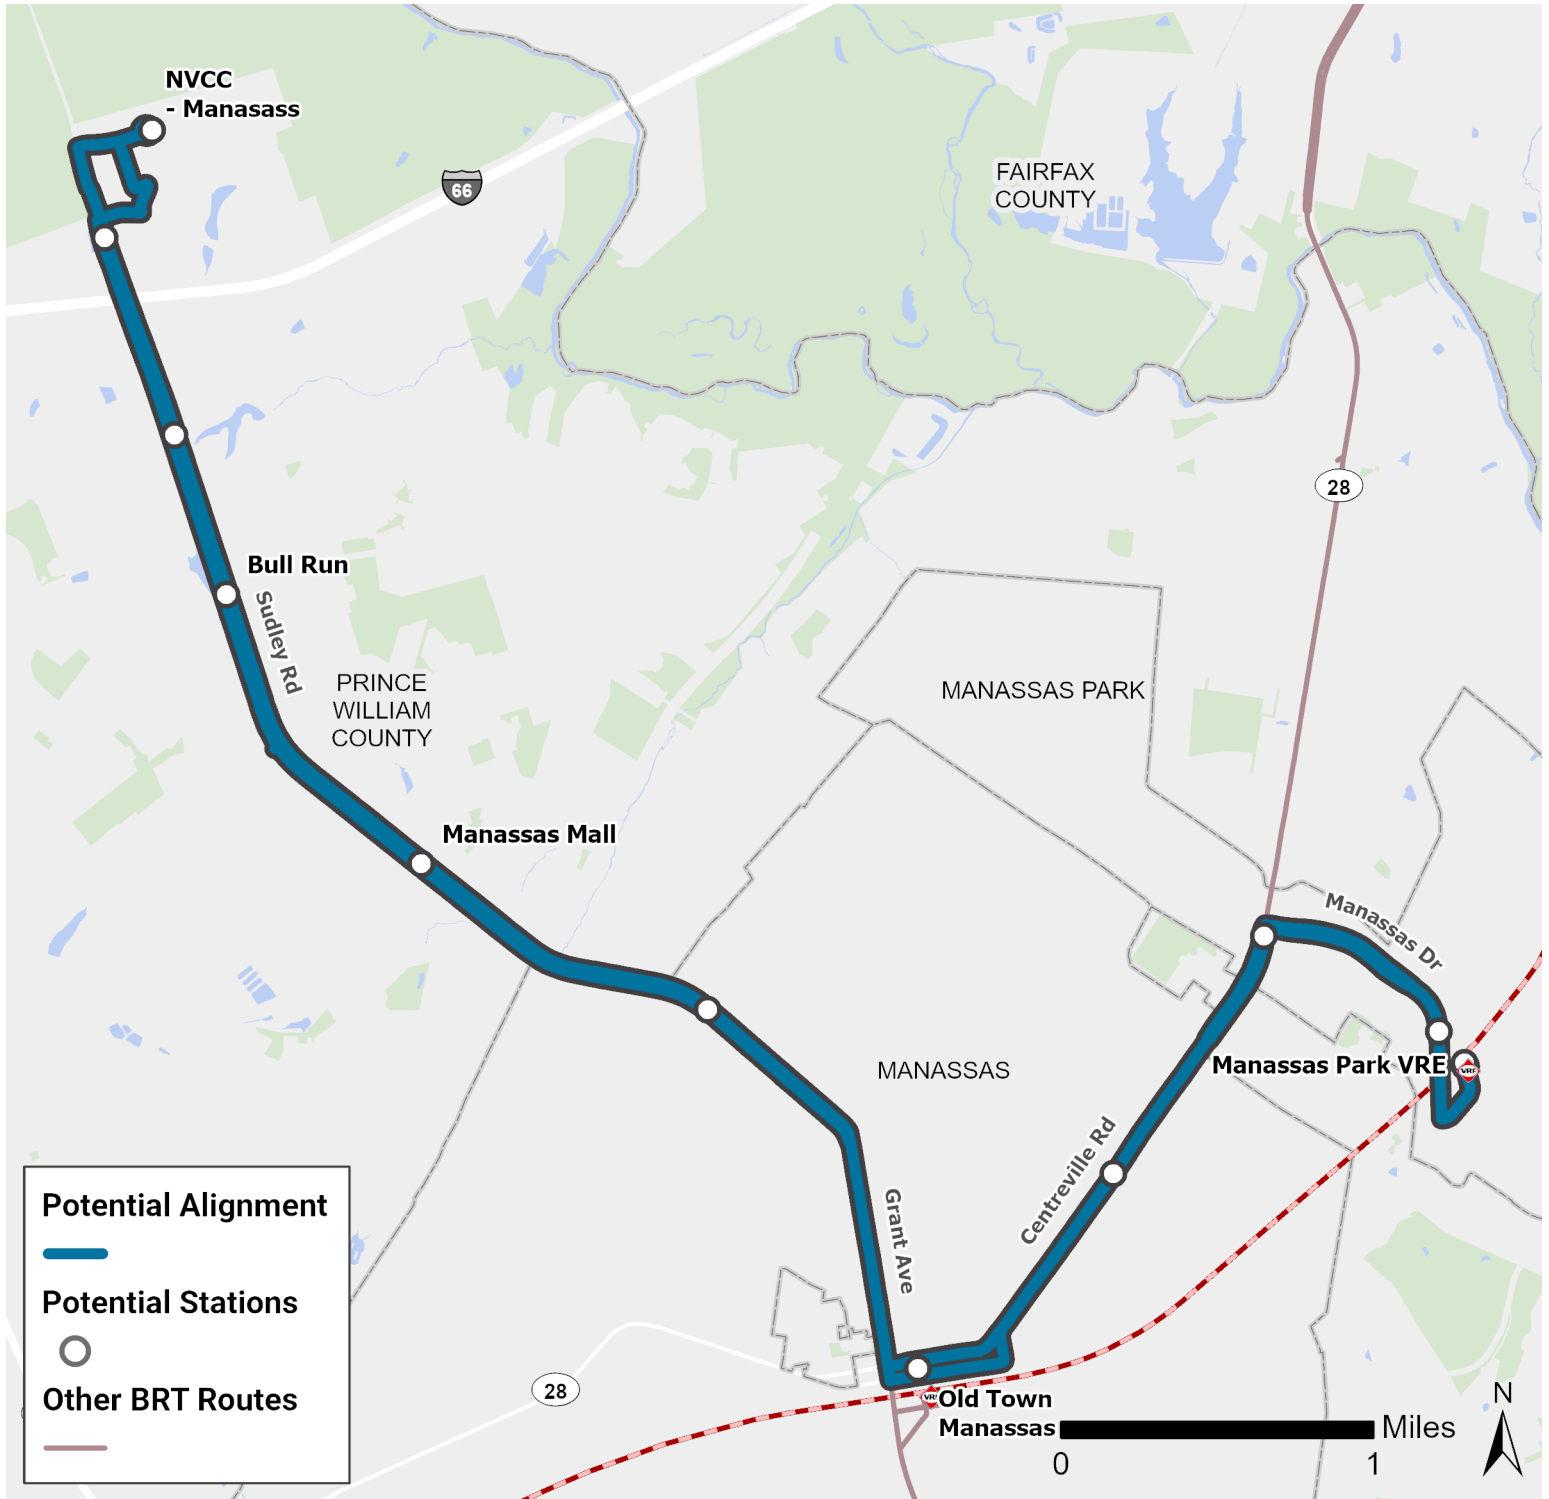 NVCC
- Manasass
66
FAIRFAX
COUNTY
28
Bull Run
Sudley Rd
PRINCE
WILLIAM
COUNTY
MANASSAS PARK
Manassas Mall
Manassas Dr
MANASSAS
Manassas Park VRE
VRE
Centreville Rd
Grant Ave
Potential Alignment
Potential Stations
Other BRT Routes
28
Old Town
Manassas
Miles
0
1
N